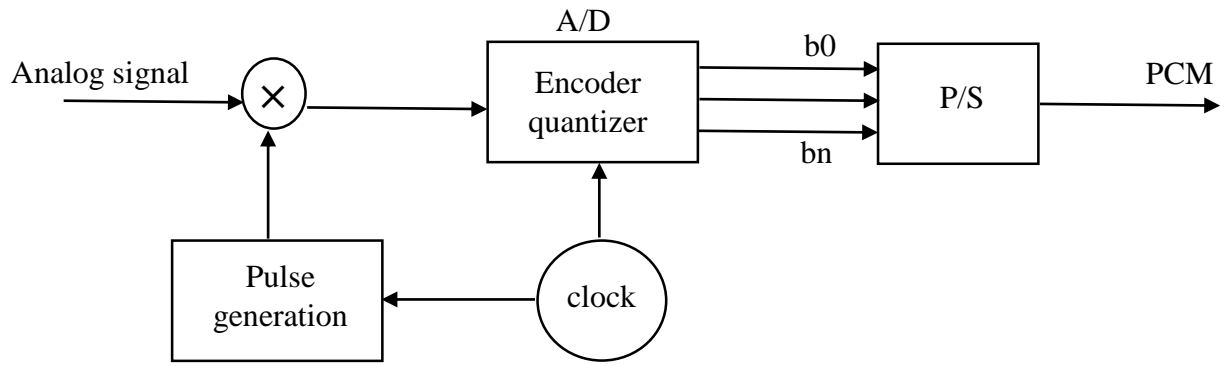 A/D
Analog signal
×
Encoder
quantizer
b0
bn
P/S
PCM
Pulse
generation
clock